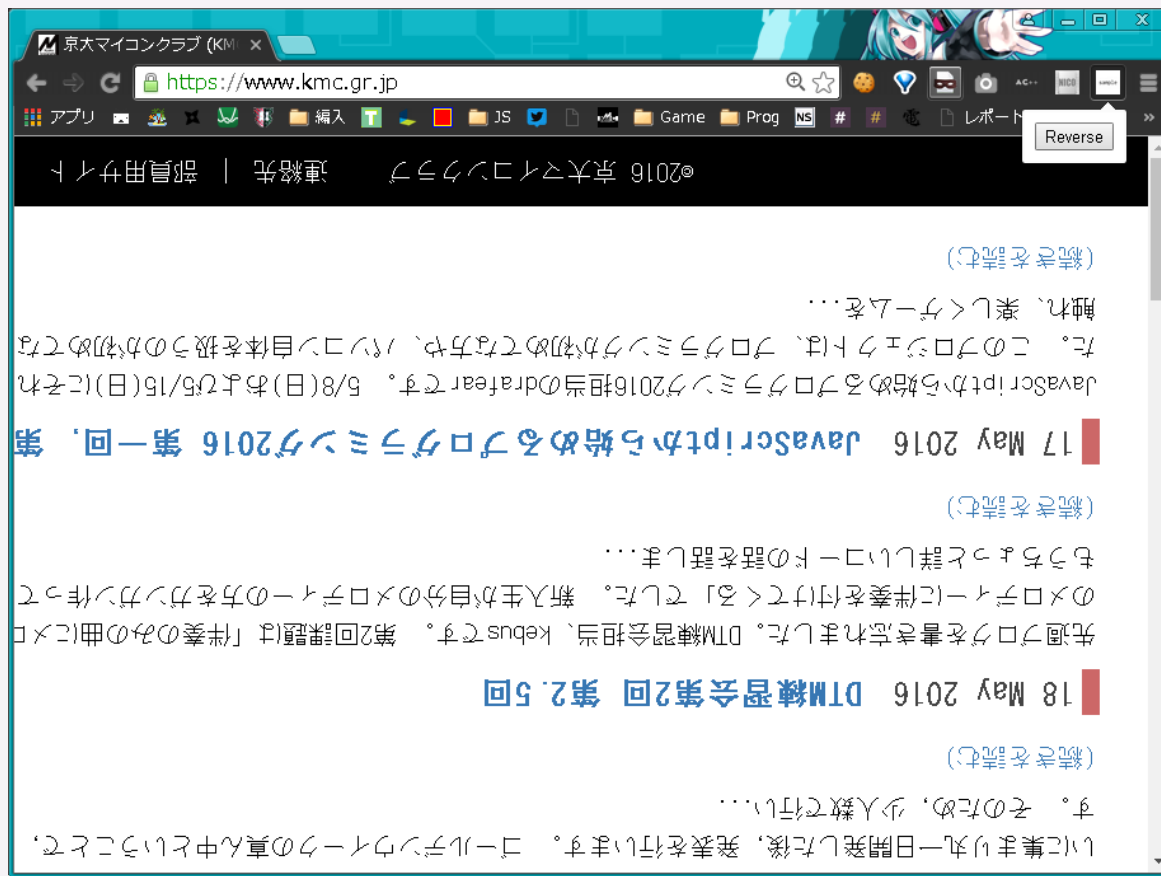 京大マイコンクラブ (KM
https://www.kmc.gr.jp
AC++ NICO sample
アプリ 編入 T JS Game Prog NS # # レポート »
Reverse
いに集まり丸一日開発した後, 発表を行います。 ゴールデンウィークの真ん中ということで,
す。 そのため, 少人数で行い...
(続きを読む)
18 May 2016 DTM練習会第2回 第2.5回
先週ブログを書き忘れました。DTM練習会担当、kebusです。 第2回課題は「伴奏のみの曲にメロ
のメロディーに伴奏を付けてくる」でした。 新入生が自分のメロディーの方をガンガン作って
もうちょっと詳しいコードの話を話しま...
(続きを読む)
17 May 2016 JavaScriptから始めるプログラミング2016 第一回, 第
JavaScriptから始めるプログラミング2016担当のdrafearです。 5/8(日)および5/15(日)にそれ
た。 このプロジェクトは、プログラミングが初めてな方や、パソコン自体を扱うのが初めてな
触れ、楽しくゲームを...
(続きを読む)
©2016 京大マイコンクラブ 連絡先 | 部員用サイト